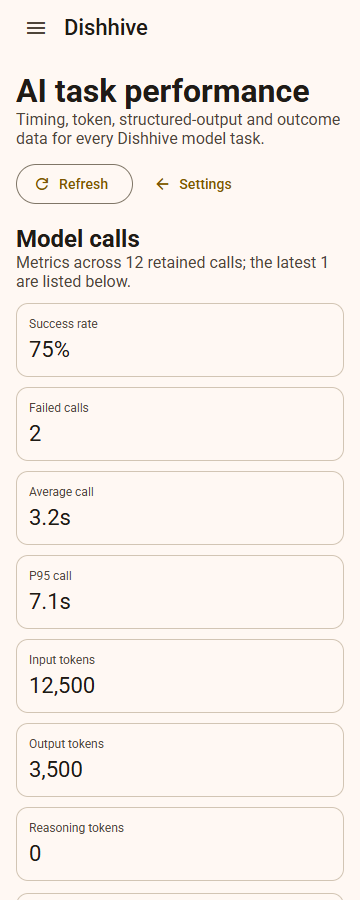 Dishhive
AI task performance
Timing, token, structured-output and outcome
data for every Dishhive model task.
Refresh
Settings
Model calls
Metrics across 12 retained calls; the latest 1
are listed below.
Success rate
75%
Failed calls
2
Average call
3.2s
P95 call
7.1s
Input tokens
12,500
Output tokens
3,500
Reasoning tokens
0